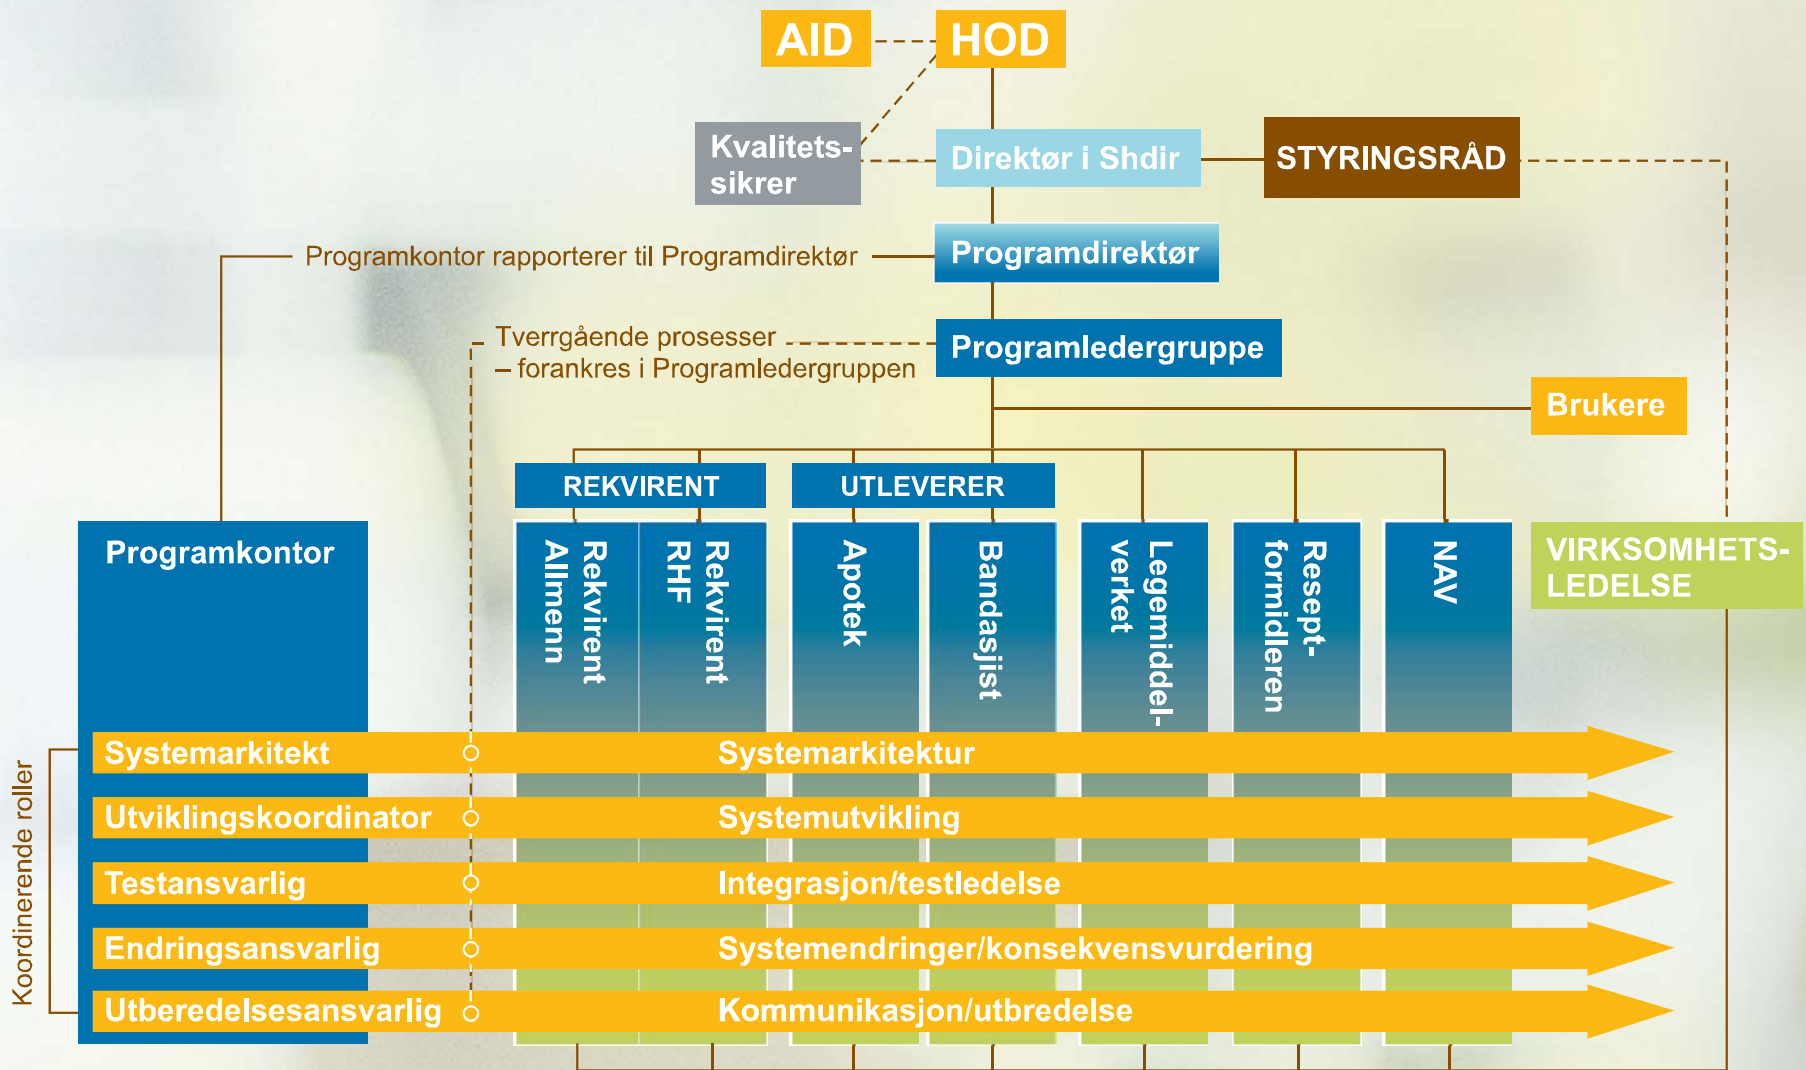 AID
HOD
Kvalitets-
sikrer
Direktør i Shdir
STYRINGSRÅD
Programkontor rapporterer til Programdirektør
Programdirektør
Tverrgående prosesser
– forankres i Programledergruppen
Programledergruppe
Brukere
REKVIRENT
UTLEVERER
Programkontor
Rekvirent
Allmenn
Rekvirent
RHF
Apotek
Bandasjist
Legemiddel-
verket
Resept-
formidleren
NAV
VIRKSOMHETS-
LEDELSE
Koordinerende roller
Systemarkitekt
Systemarkitektur
Utviklingskoordinator
Systemutvikling
Testansvarlig
Integrasjon/testledelse
Endringsansvarlig
Systemendringer/konsekvensvurdering
Utberedelsesansvarlig
Kommunikasjon/utbredelse